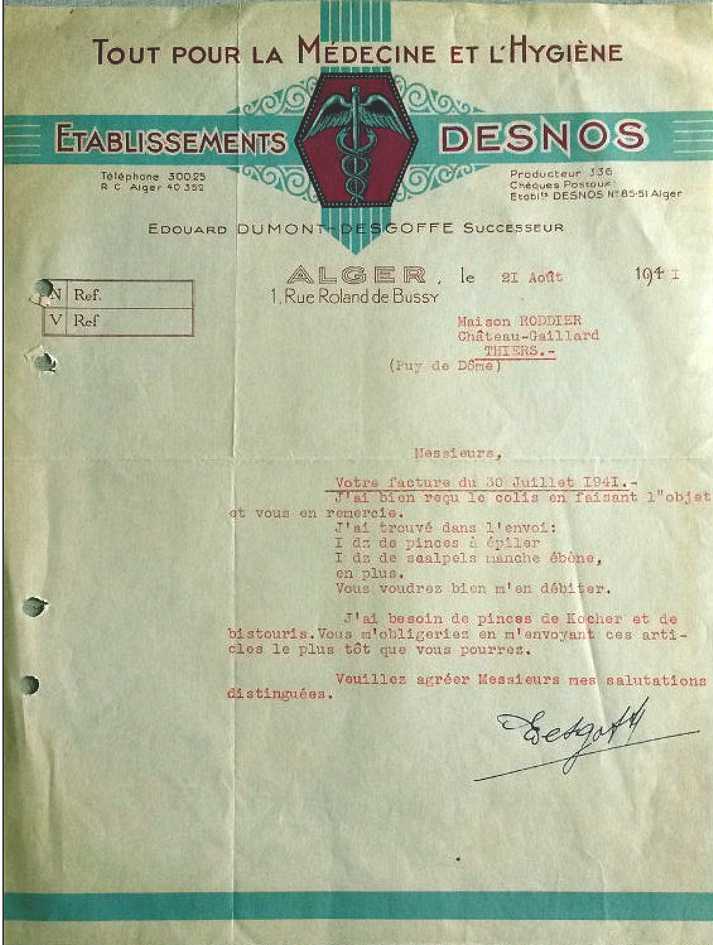 TOUT POUR LA MÉDECINE ET L'HYGIÈNE
ETABLISSEMENTS DESNOS
Téléphone 300.25
R C Alger 40 352
Producteur 336
Chéques Postaux
Etablts DESNOS No 85-51 Alger
EDOUARD DUMONT-DESGOFFE SUCCESSEUR
ALGER, le 21 Août 1941
1, Rue Roland de Bussy
N Ref.
V Ref
Maison RODDIER
Château-Gaillard
THIERS.-
(Puy de Dôme)
Messieurs,
Votre facture du 30 Juillet 1941.-
J'ai bien reçu le colis en faisant l"objet
et vous en remercie.
J'ai trouvé dans l'envoi:
I dz de pinces à épiler
I dz de scalpels manche ébène,
en plus.
Vous voudrez bien m'en débiter.
J'ai besoin de pinces de Kocher et de
bistouris.Vous m'obligeriez en m'envoyant ces arti-
cles le plus tôt que vous pourrez.
Veuillez agréer Messieurs mes salutations
distinguées.